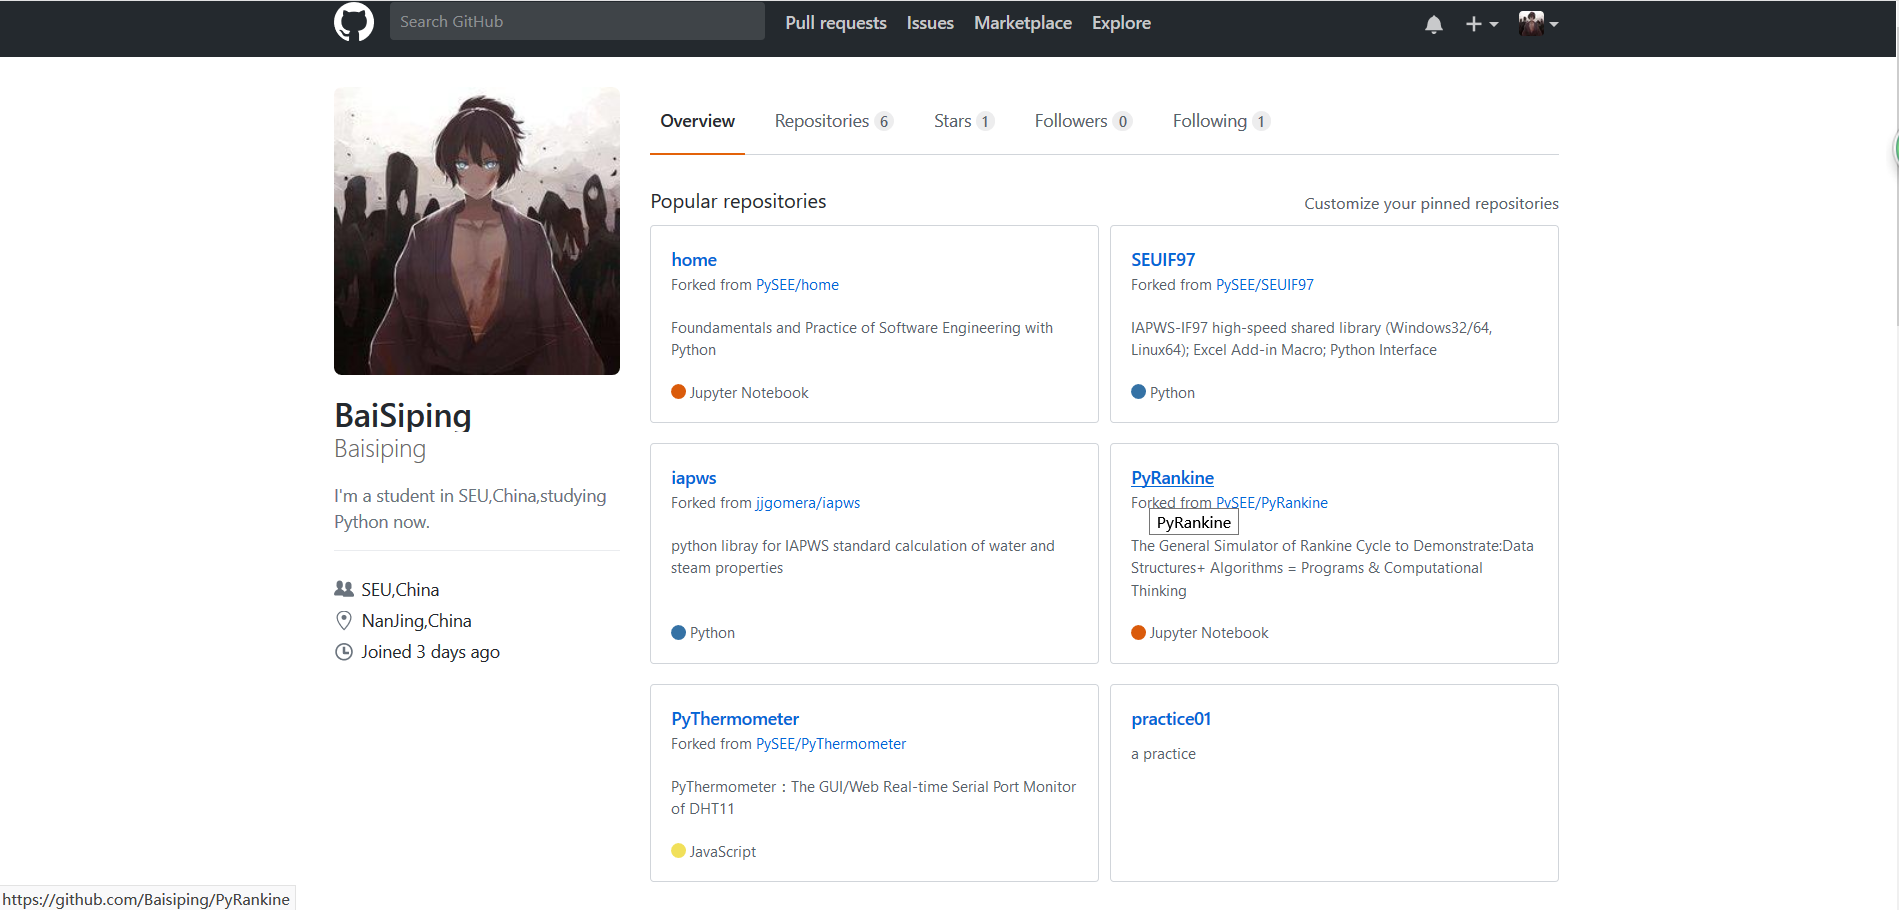 Search GitHub
Pull requests Issues Marketplace Explore
Overview Repositories 6 Stars 1 Followers 0 Following 1
BaiSiping
Baisiping
I'm a student in SEU,China,studying
Python now.
SEU,China
NanJing,China
Joined 3 days ago
Popular repositories
Customize your pinned repositories
home
Forked from PySEE/home
Foundamentals and Practice of Software Engineering with
Python
Jupyter Notebook
SEUIF97
Forked from PySEE/SEUIF97
IAPWS-IF97 high-speed shared library (Windows32/64,
Linux64); Excel Add-in Macro; Python Interface
Python
iapws
Forked from jjgomera/iapws
python libray for IAPWS standard calculation of water and
steam properties
Python
PyRankine
Forked from PySEE/PyRankine
PyRankine
The General Simulator of Rankine Cycle to Demonstrate:Data
Structures+ Algorithms = Programs & Computational
Thinking
Jupyter Notebook
PyThermometer
Forked from PySEE/PyThermometer
PyThermometer：The GUI/Web Real-time Serial Port Monitor
of DHT11
JavaScript
practice01
a practice
https://github.com/Baisiping/PyRankine